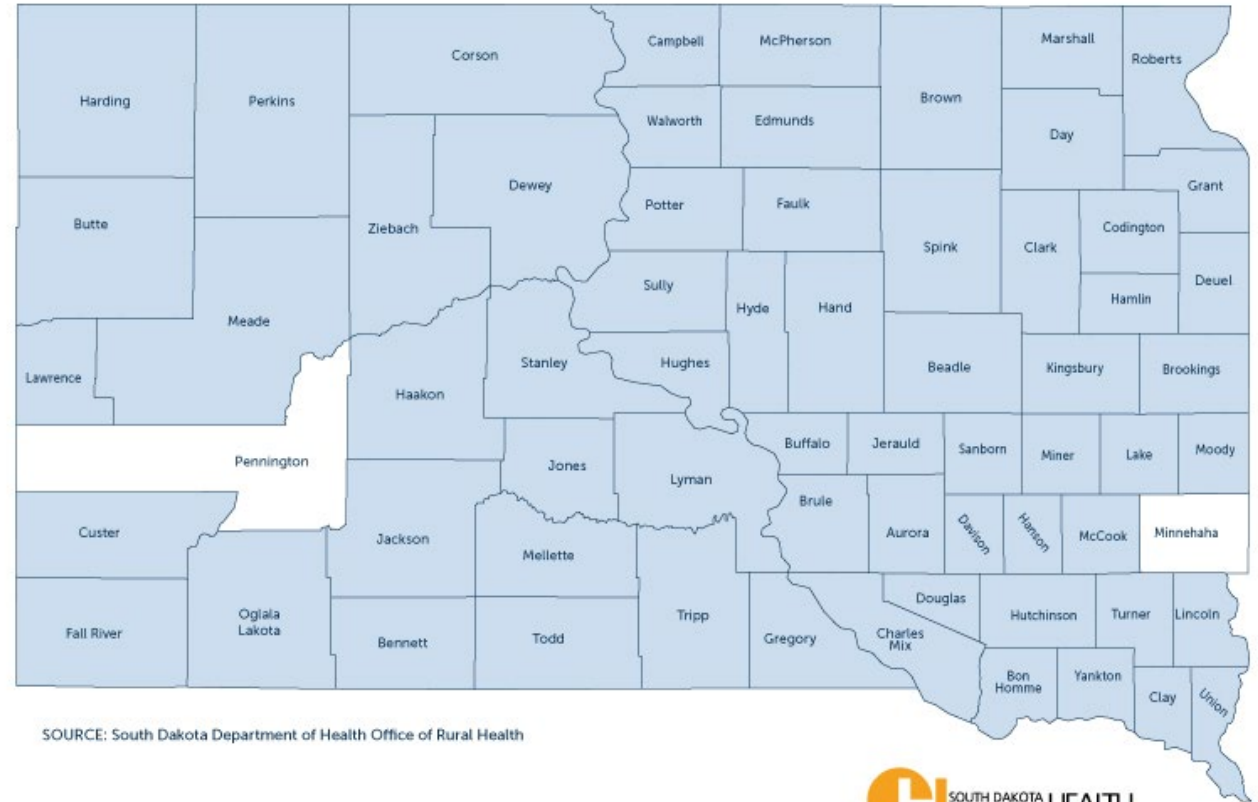 Harding
Perkins
Corson
Campbell
McPherson
Brown
Marshall
Roberts
Walworth
Edmunds
Day
Butte
Ziebach
Dewey
Potter
Faulk
Spink
Clark
Codington
Grant
Meade
Sully
Hyde
Hand
Hamlin
Deuel
Lawrence
Haakon
Stanley
Hughes
Beadle
Kingsbury
Brookings
Pennington
Jones
Lyman
Buffalo
Jerauld
Sanborn
Miner
Lake
Moody
Custer
Jackson
Mellette
Brule
Aurora
Davison
Hanson
McCook
Minnehaha
Fall River
Oglala
Lakota
Bennett
Todd
Tripp
Gregory
Charles
Mix
Douglas
Hutchinson
Turner
Lincoln
Bon
Homme
Yankton
Clay
Union
SOURCE: South Dakota Department of Health Office of Rural Health
SOUTH DAKOTA HEALTH